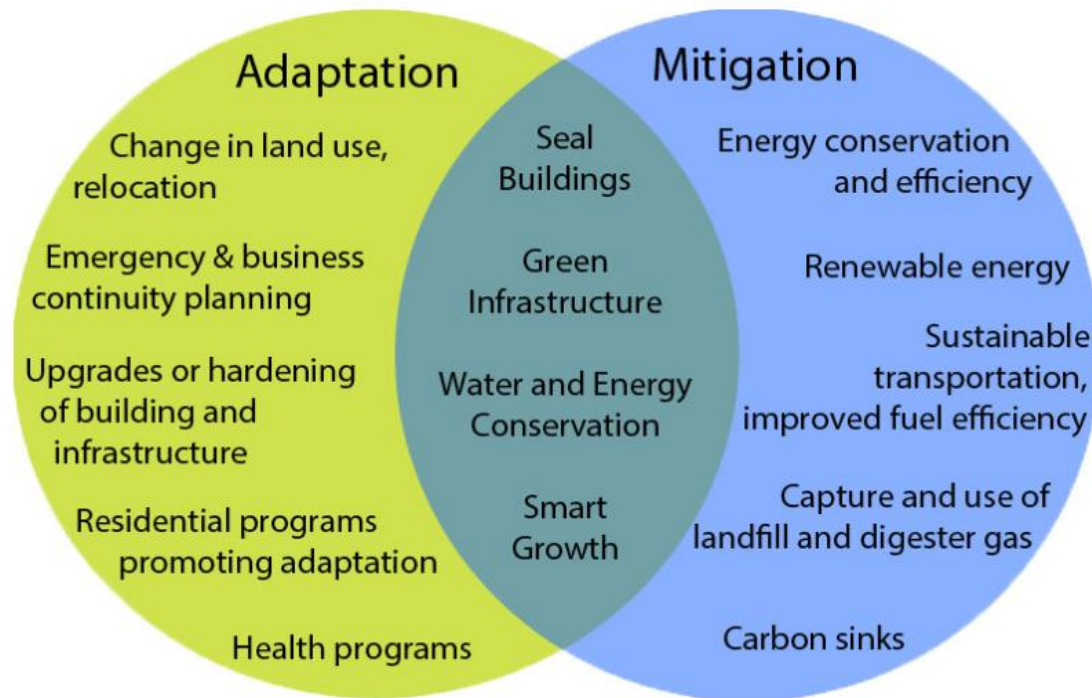 Adaptation
Change in land use,
relocation
Emergency & business
continuity planning
Upgrades or hardening
of building and
infrastructure
Residential programs
promoting adaptation
Health programs
Seal
Buildings
Green
Infrastructure
Water and Energy
Conservation
Smart
Growth
Mitigation
Energy conservation
and efficiency
Renewable energy
Sustainable
transportation,
improved fuel efficiency
Capture and use of
landfill and digester gas
Carbon sinks